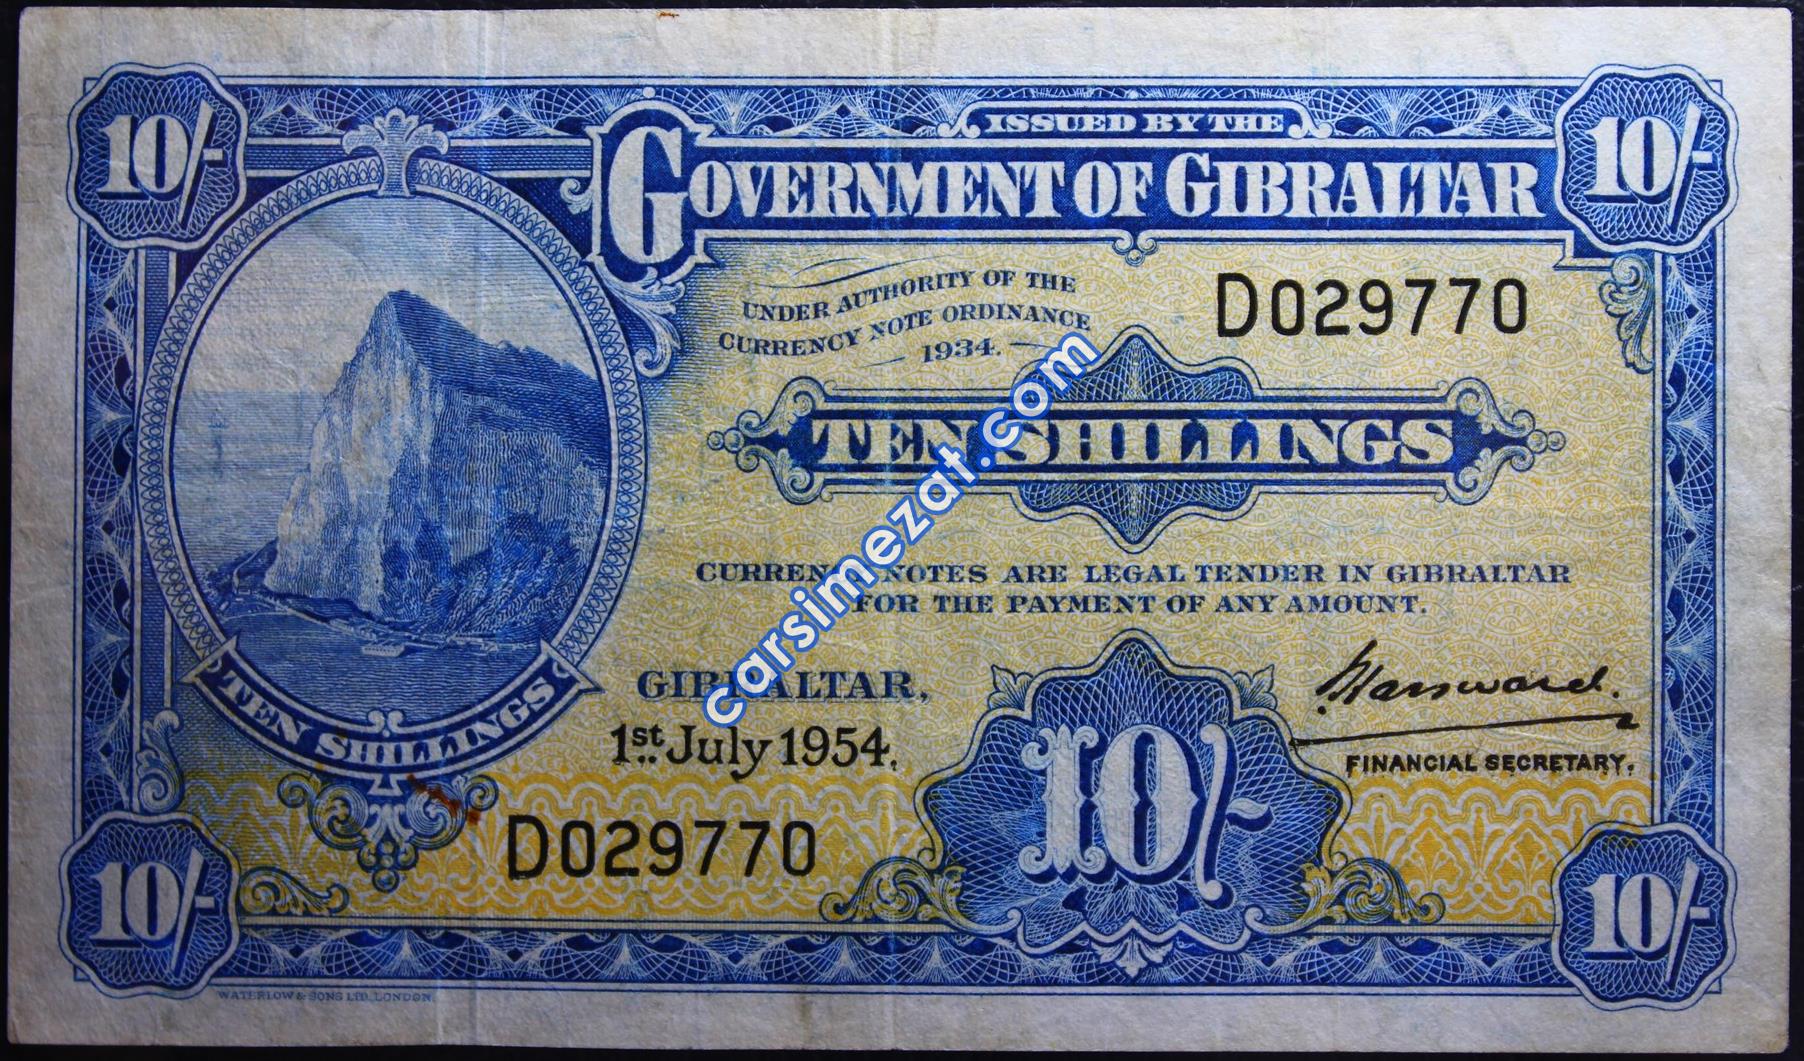 10/-
ISSUED BY THE
10/-
GOVERNMENT OF GIBRALTAR
UNDER AUTHORITY OF THE
CURRENCY NOTE ORDINANCE
1934.
D029770
TEN SHILLINGS
CURRENCY NOTES ARE LEGAL TENDER IN GIBRALTAR
FOR THE PAYMENT OF ANY AMOUNT.
TEN SHILLINGS
GIBRALTAR,
1st. July 1954.
FINANCIAL SECRETARY.
D029770
10/-
10/-
10/-
WATERLOW & SONS LTD. LONDON.
carsimezat.com